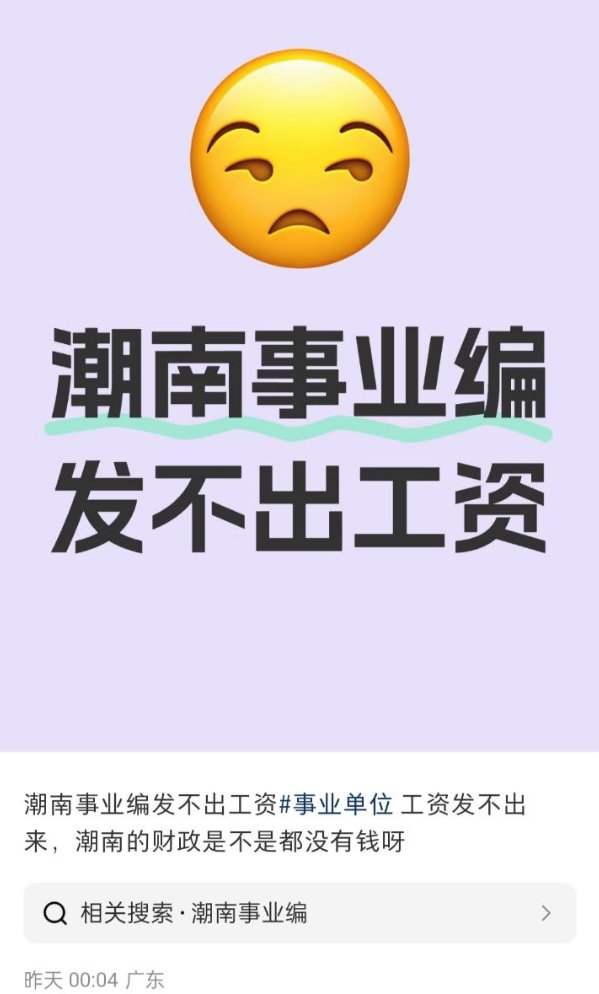 潮南事业编
发不出工资
潮南事业编发不出工资#事业单位 工资发不出
来，潮南的财政是不是都没有钱呀
相关搜索·潮南事业编
昨天 00:04 广东